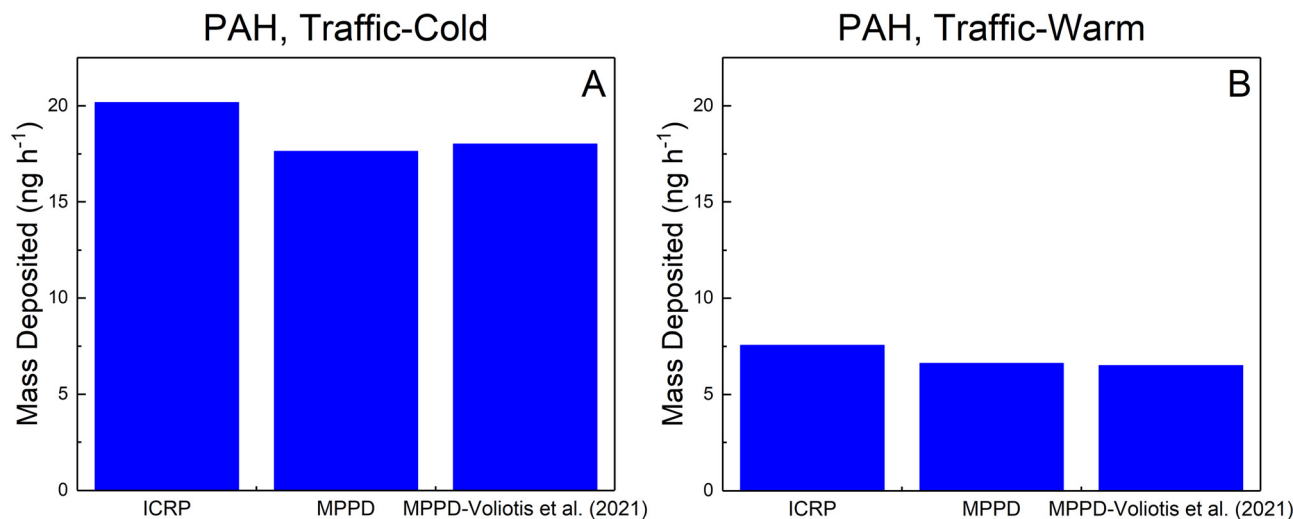 PAH, Traffic-Cold
A
Mass Deposited (ng h⁻¹)
20
15
10
5
0
ICRP
MPPD
MPPD-Voliotis et al. (2021)
PAH, Traffic-Warm
B
Mass Deposited (ng h⁻¹)
20
15
10
5
0
ICRP
MPPD
MPPD-Voliotis et al. (2021)